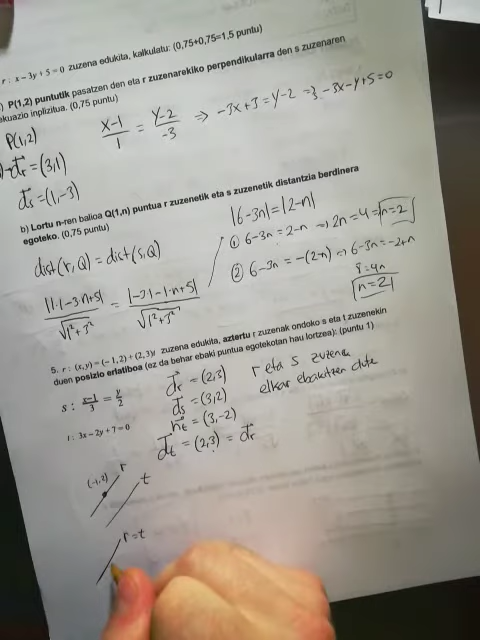 r : x − 3y + 5 = 0 zuzena edukita, kalkulatu: (0,75+0,75=1,5 puntu)
P(1,2) puntutik pasatzen den eta r zuzenarekiko perpendikularra den s zuzenaren
ekuazio inplizitua. (0,75 puntu)
P(1,2)
(x-1)/1 = (y-2)/-3 ⇒ -3x+3 = y-2 ⇒ -3x-y+5=0
dr = (3,1)
ds = (1,-3)
b) Lortu n-ren balioa Q(1,n) puntua r zuzenetik eta s zuzenetik distantzia berdinera
egoteko. (0,75 puntu)
|6-3n| = |2-n|
dist(r,Q) = dist(s,Q)
① 6-3n = 2-n ⇒ 2n = 4 ⇒ n=2
|1·1-3·n+5| / √1²+3² = |-3·1-1·n+5| / √1²+3²
② 6-3n = -(2-n) ⇒ 6-3n = -2+n
8=4n
n=2
5. r : (x, y) = (−1, 2) + (2, 3)γ zuzena edukita, aztertu r zuzenak ondoko s eta t zuzenekin
duen posizio erlatiboa (ez da behar ebaki puntua egotekotan hau lortzea): (puntu 1)
s : (x−1)/3 = y/2
dr = (2,3)
r eta s zuzenak
ds = (3,2)
elkar ebakitzen dute
t : 3x − 2y + 7 = 0
nt = (3,-2)
dt = (2,3) = dr
(-1,2) r t
r=t